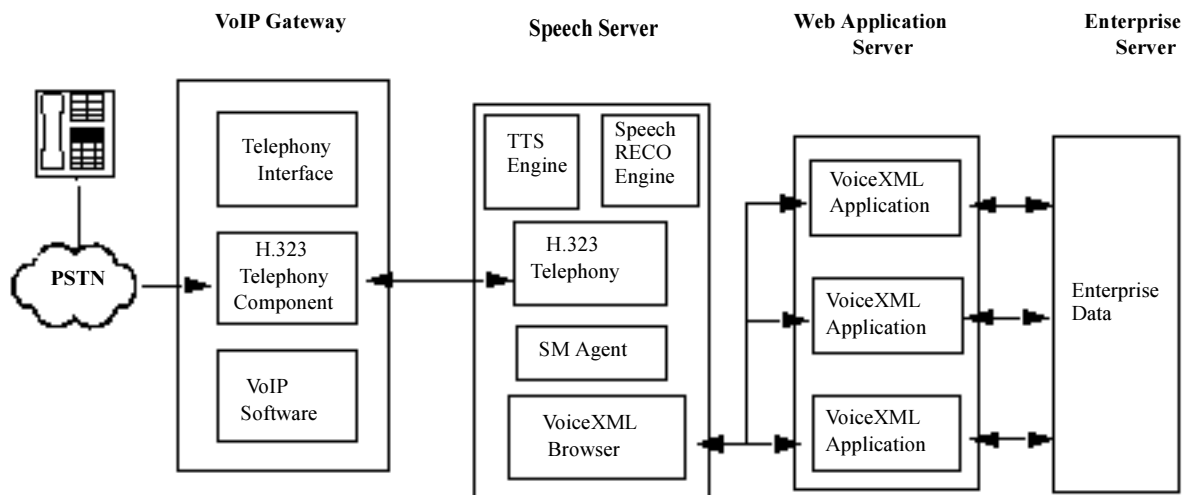 VoIP Gateway
Speech Server
Web Application
Server
Enterprise
Server
PSTN
Telephony
Interface
H.323
Telephony
Component
VoIP
Software
TTS
Engine
Speech
RECO
Engine
H.323
Telephony
SM Agent
VoiceXML
Browser
VoiceXML
Application
VoiceXML
Application
VoiceXML
Application
Enterprise
Data